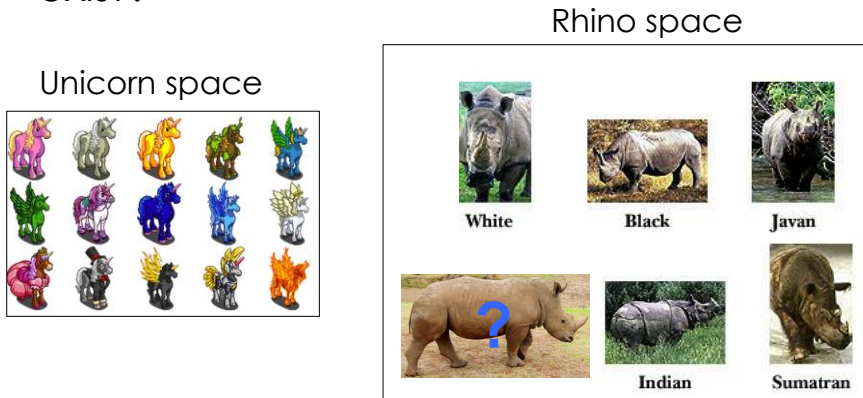 Rhino space
Unicorn space
White
Black
Javan
?
Indian
Sumatran